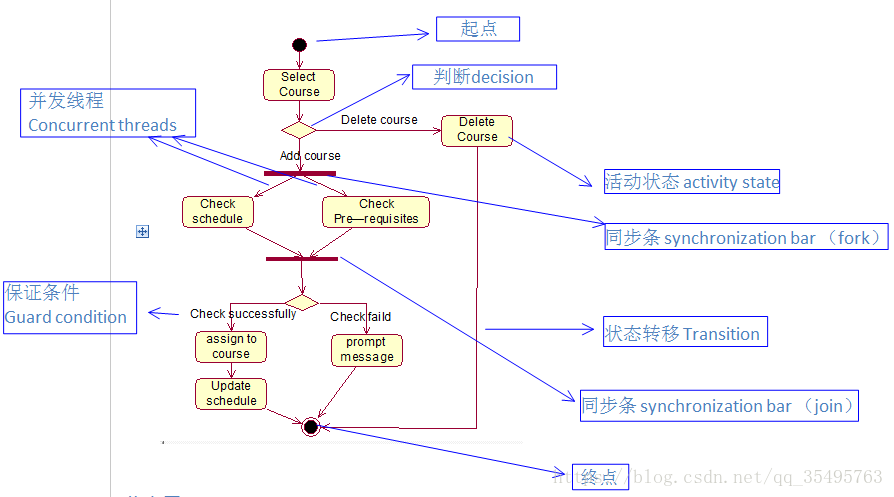 起点
Select
Course
判断decision
并发线程
Concurrent threads
Delete course
Delete
Course
Add course
活动状态 activity state
Check
schedule
Check
Pre—requisites
同步条 synchronization bar （fork）
保证条件
Guard condition
Check successfully
Checkfaild
状态转移 Transition
assign to
course
prompt
message
Update
schedule
同步条 synchronization bar （join）
终点
https://blog.csdn.net/qq_35495763